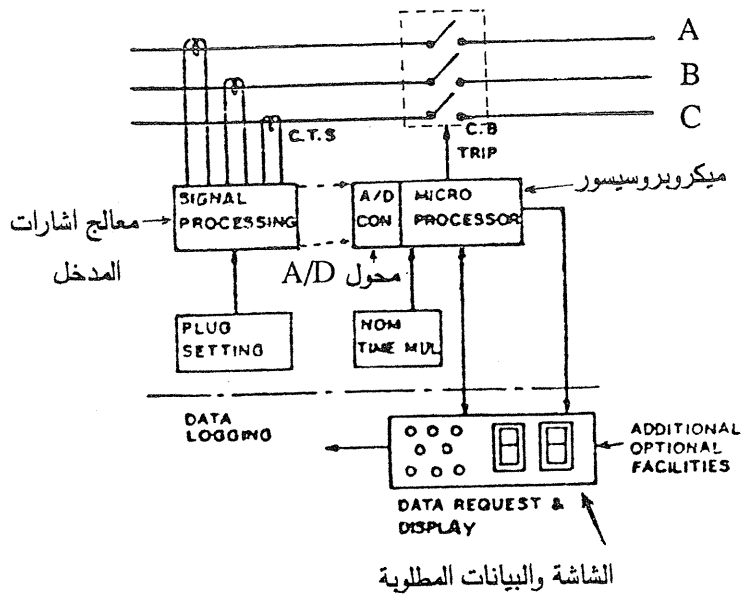 A
B
C
C.T.S
C.B
TRIP
SIGNAL
PROCESSING
A/D
CON
MICRO
PROCESSOR
ميكروبروسيسور
معالج اشارات
المدخل
محول A/D
PLUG
SETTING
NOM
TIME MUL
DATA
LOGGING
ADDITIONAL
OPTIONAL
FACILITIES
DATA REQUEST &
DISPLAY
الشاشة والبيانات المطلوبة